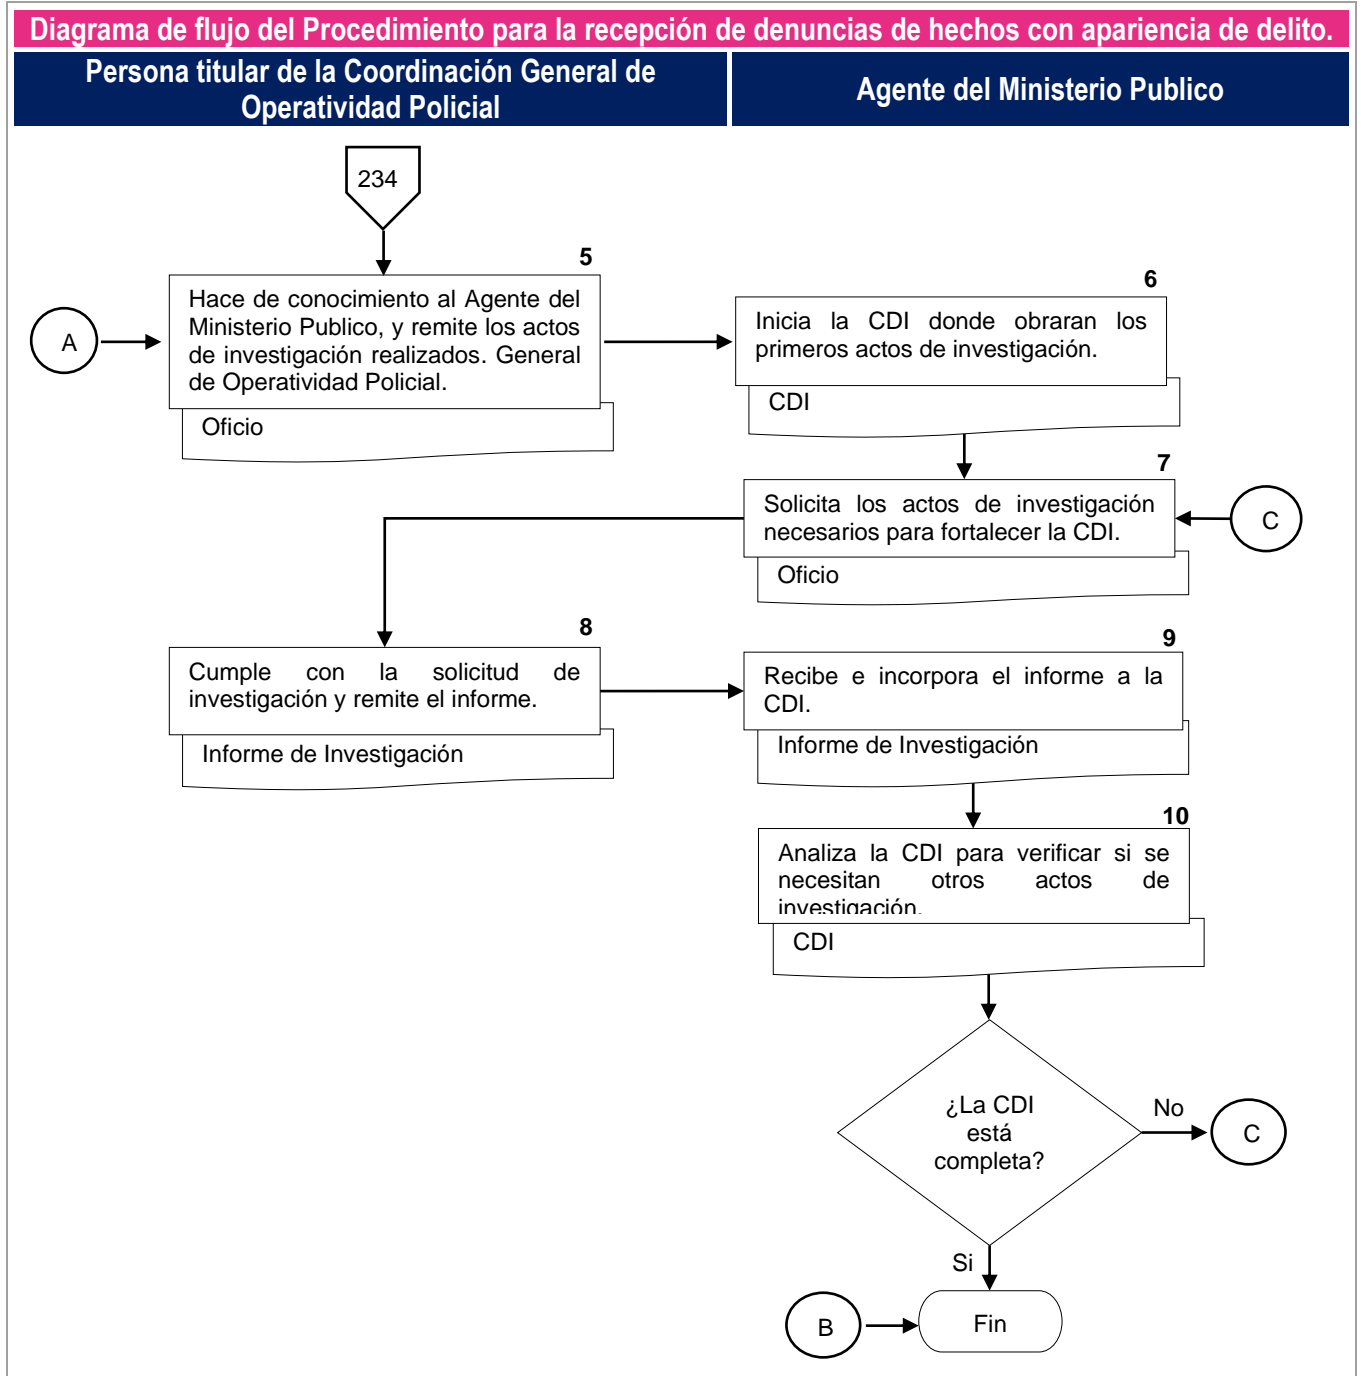 Diagrama de flujo del Procedimiento para la recepción de denuncias de hechos con apariencia de delito.
Persona titular de la Coordinación General de
Operatividad Policial
Agente del Ministerio Publico
234
5
A
Hace de conocimiento al Agente del
Ministerio Publico, y remite los actos
de investigación realizados. General
de Operatividad Policial.
Oficio
6
Inicia la CDI donde obraran los
primeros actos de investigación.
CDI
7
Solicita los actos de investigación
necesarios para fortalecer la CDI.
Oficio
C
8
Cumple con la solicitud de
investigación y remite el informe.
Informe de Investigación
9
Recibe e incorpora el informe a la
CDI.
Informe de Investigación
10
Analiza la CDI para verificar si se
necesitan otros actos de
investigación.
CDI
¿La CDI
está
completa?
No
C
Si
B
Fin